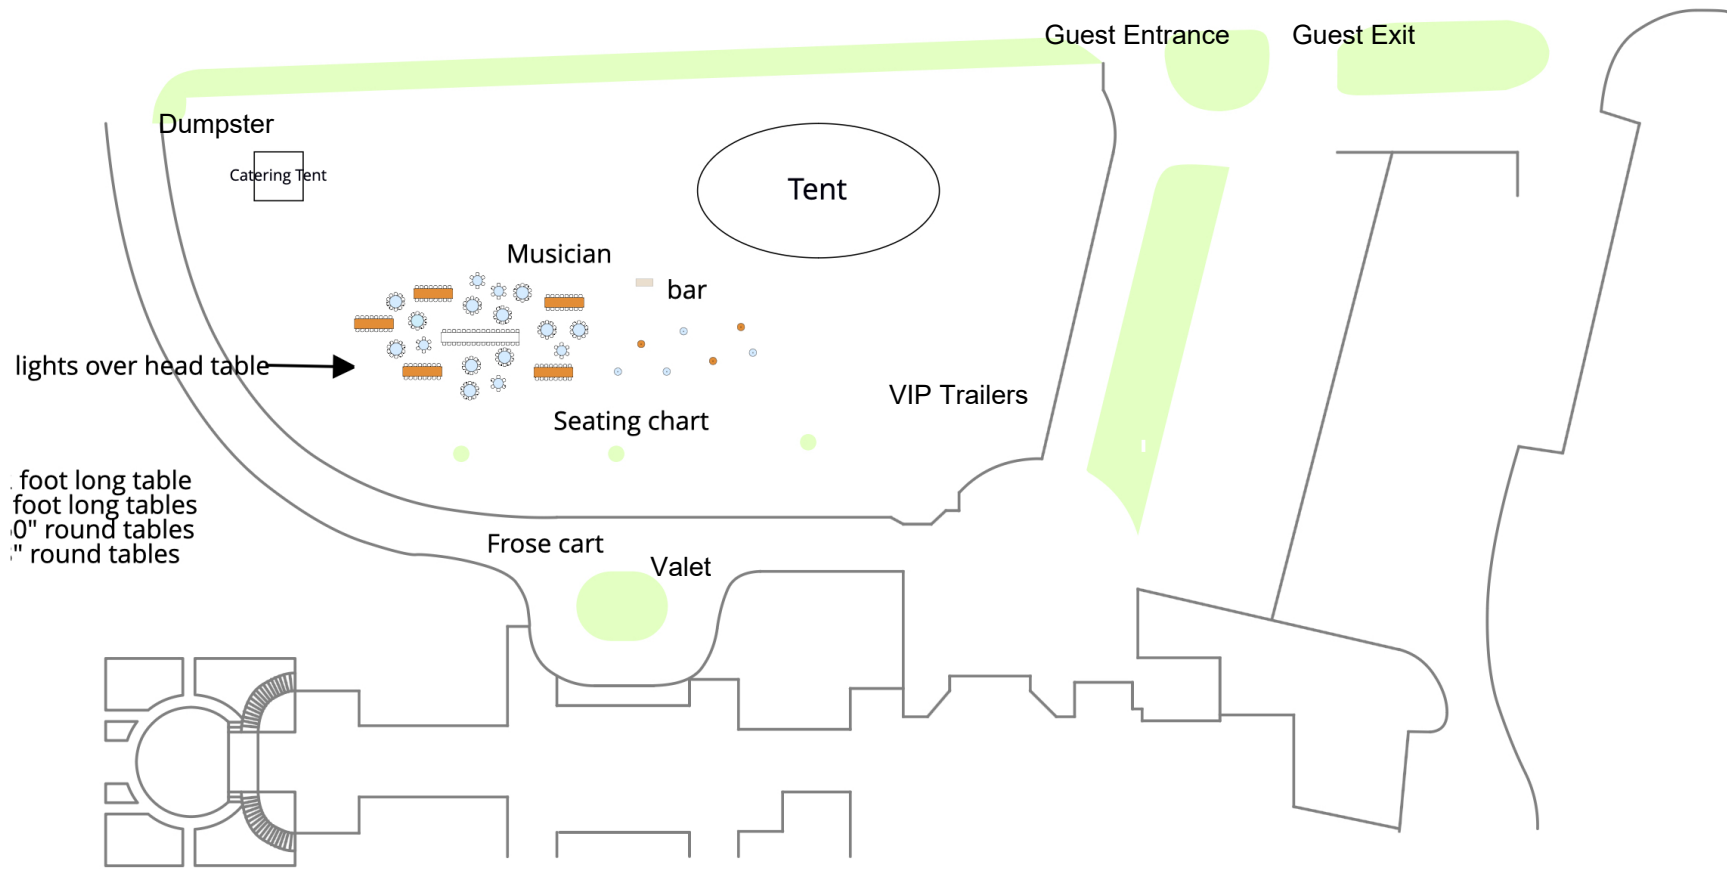 Guest Entrance
Guest Exit
Dumpster
Catering Tent
Tent
Musician
bar
lights over head table
VIP Trailers
Seating chart
foot long table
foot long tables
0" round tables
" round tables
Frose cart
Valet